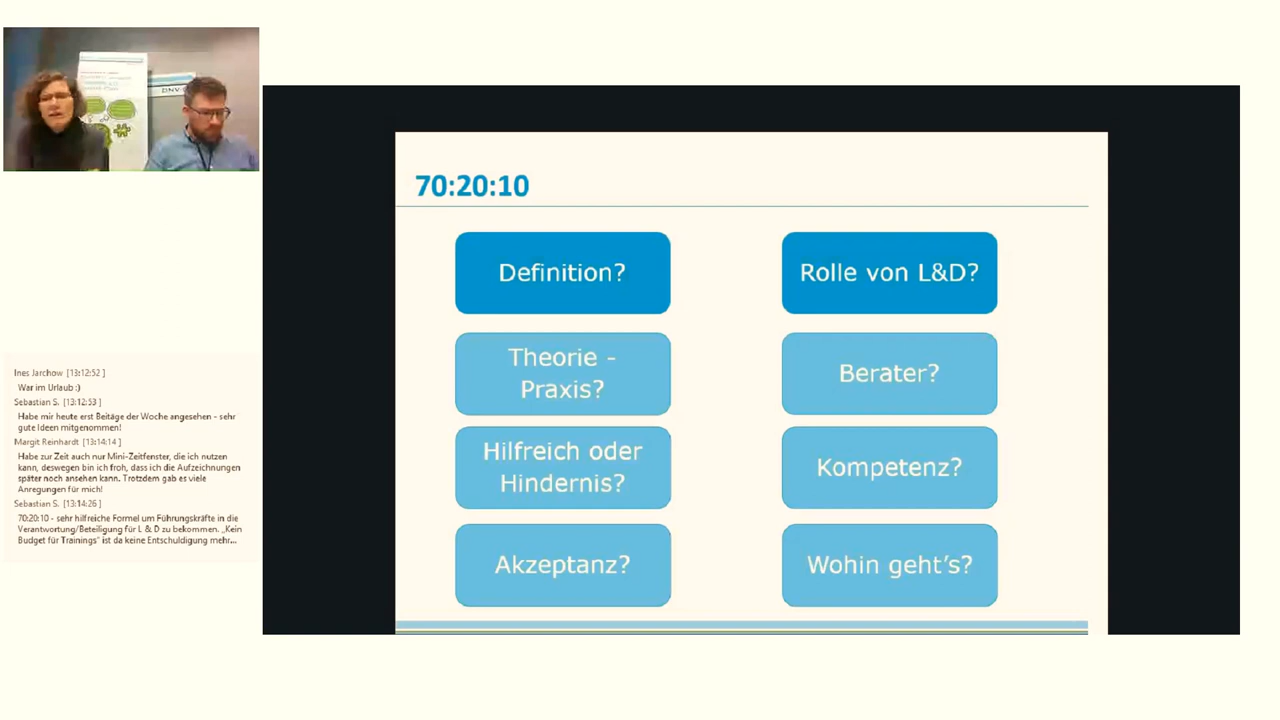 DNV
70:20:10
Definition?
Rolle von L&D?
Theorie -
Praxis?
Berater?
Hilfreich oder
Hindernis?
Kompetenz?
Akzeptanz?
Wohin geht's?
Ines Jarchow [13:12:52 ]
War im Urlaub :)
Sebastian S. [13:12:53 ]
Habe mir heute erst Beitäge der Woche angesehen - sehr
gute Ideen mitgenommen!
Margit Reinhardt [13:14:14 ]
Habe zur Zeit auch nur Mini-Zeitfenster, die ich nutzen
kann, deswegen bin ich froh, dass ich die Aufzeichnungen
später noch ansehen kann. Trotzdem gab es viele
Anregungen für mich!
Sebastian S. [13:14:26 ]
70:20:10 - sehr hilfreiche Formel um Führungskräfte in die
Verantwortung/Beteiligung für L & D zu bekommen. „Kein
Budget für Trainings" ist da keine Entschuldigung mehr...